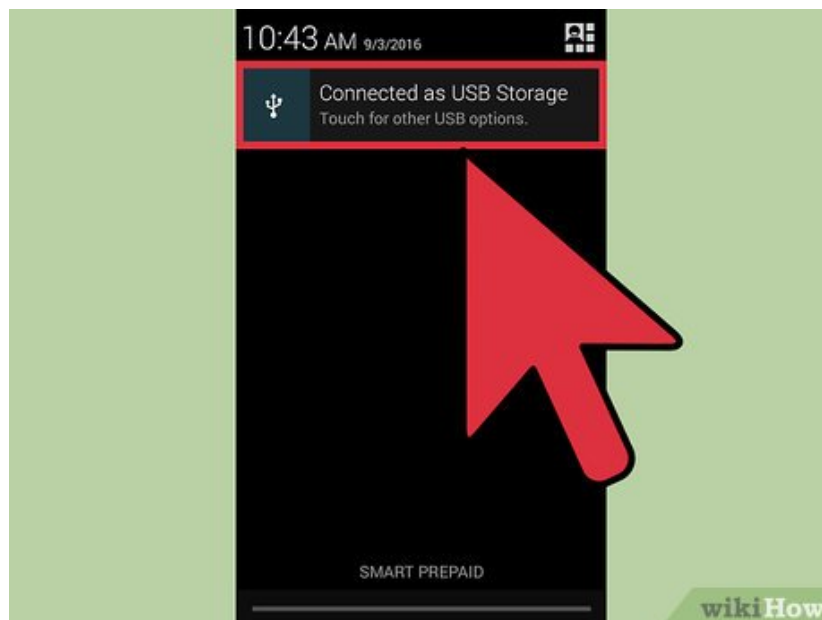 10:43 AM 9/3/2016
Connected as USB Storage
Touch for other USB options.
SMART PREPAID
wikiHow